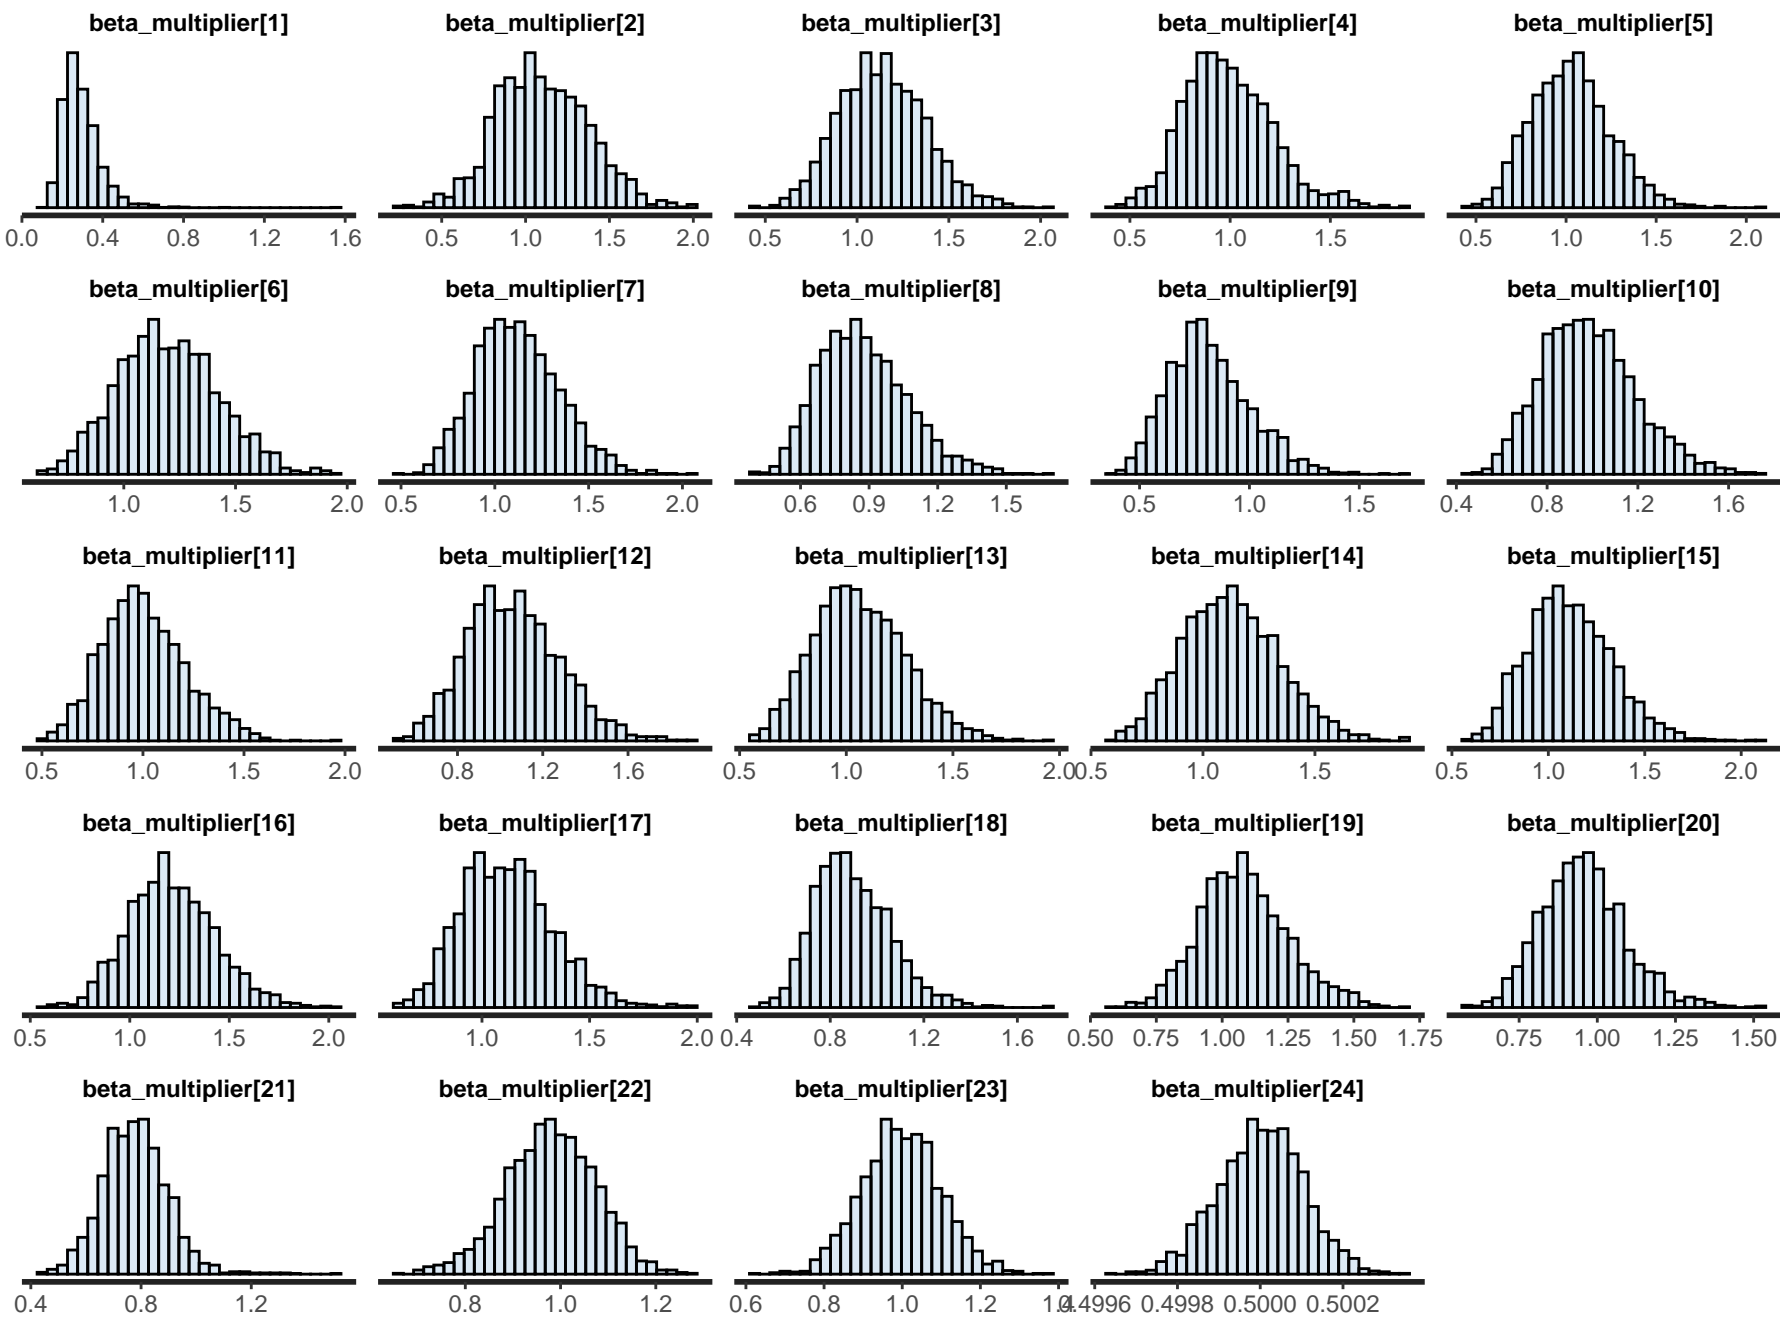 beta_multiplier[1] beta_multiplier[2] beta_multiplier[3] beta_multiplier[4] beta_multiplier[5]
0.0 0.4 0.8 1.2 1.6 0.5 1.0 1.5 2.0 0.5 1.0 1.5 2.0 0.5 1.0 1.5 0.5 1.0 1.5 2.0
beta_multiplier[6] beta_multiplier[7] beta_multiplier[8] beta_multiplier[9] beta_multiplier[10]
1.0 1.5 2.0 0.5 1.0 1.5 2.0 0.6 0.9 1.2 1.5 0.5 1.0 1.5 0.4 0.8 1.2 1.6
beta_multiplier[11] beta_multiplier[12] beta_multiplier[13] beta_multiplier[14] beta_multiplier[15]
0.5 1.0 1.5 2.0 0.8 1.2 1.6 0.5 1.0 1.5 2.0 0.5 1.0 1.5 0.5 1.0 1.5 2.0
beta_multiplier[16] beta_multiplier[17] beta_multiplier[18] beta_multiplier[19] beta_multiplier[20]
0.5 1.0 1.5 2.0 1.0 1.5 2.0 0.4 0.8 1.2 1.6 0.50 0.75 1.00 1.25 1.50 1.75 0.75 1.00 1.25 1.50
beta_multiplier[21] beta_multiplier[22] beta_multiplier[23] beta_multiplier[24]
0.4 0.8 1.2 0.8 1.0 1.2 0.6 0.8 1.0 1.2 1.4 0.4996 0.4998 0.5000 0.5002